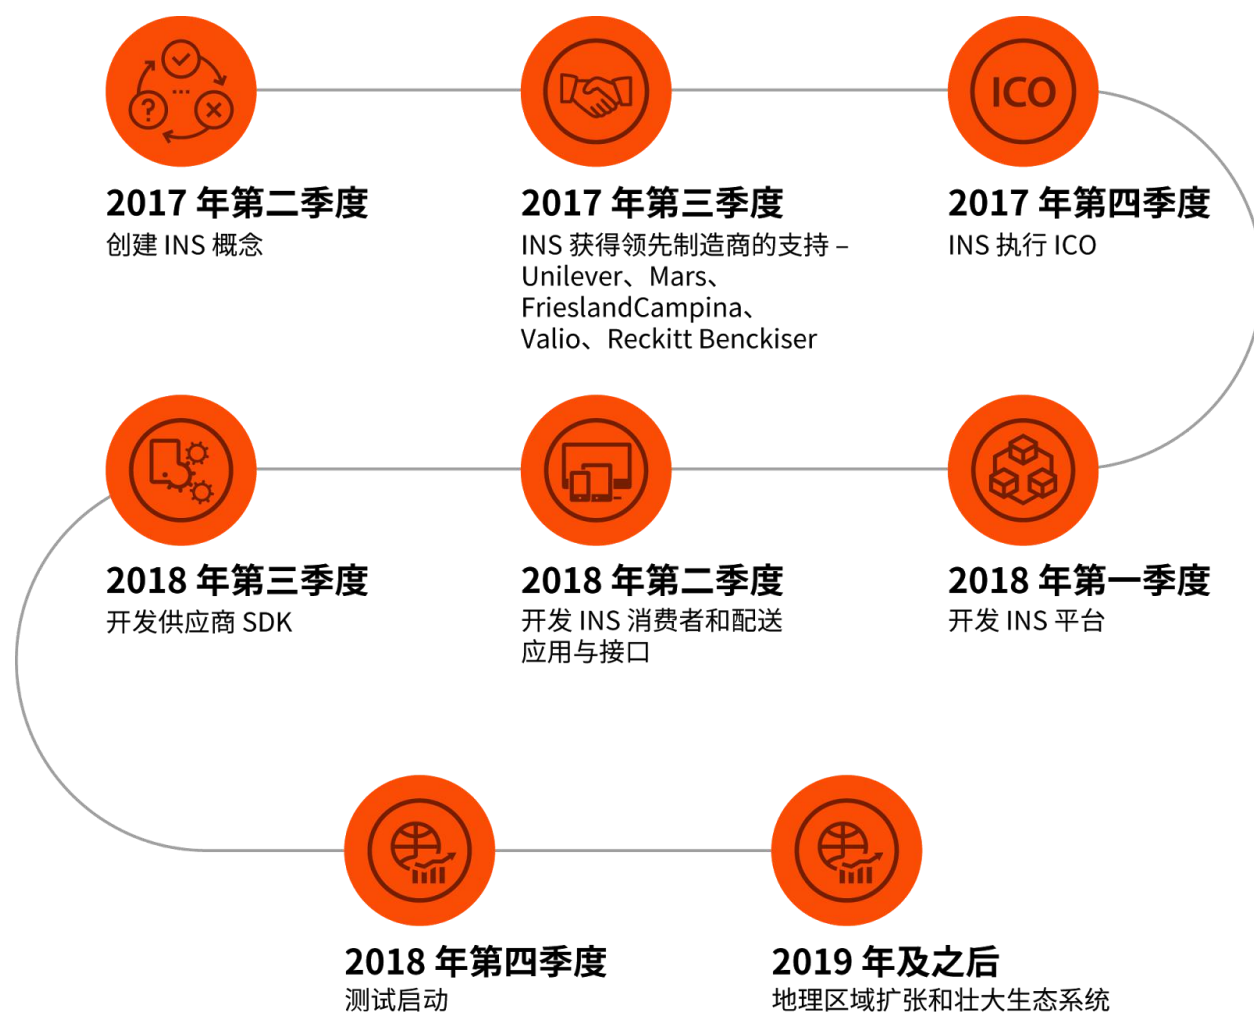 ICO
2017 年第二季度
创建 INS 概念
2017 年第三季度
INS 获得领先制造商的支持 –
Unilever、Mars、
FrieslandCampina、
Valio、Reckitt Benckiser
2017 年第四季度
INS 执行 ICO
2018 年第三季度
开发供应商 SDK
2018 年第二季度
开发 INS 消费者和配送
应用与接口
2018 年第一季度
开发 INS 平台
2018 年第四季度
测试启动
2019 年及之后
地理区域扩张和壮大生态系统